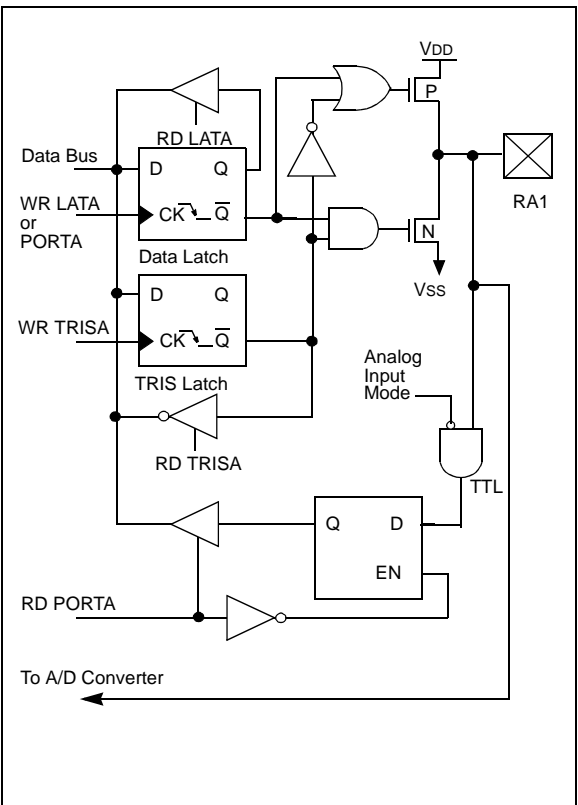 VDD
P
RD LATA
Data Bus
D Q
RA1
WR LATA
or
PORTA
CK Q
N
Data Latch
VSS
D Q
WR TRISA
CK Q
Analog
Input
Mode
TRIS Latch
RD TRISA
TTL
Q D
EN
RD PORTA
To A/D Converter